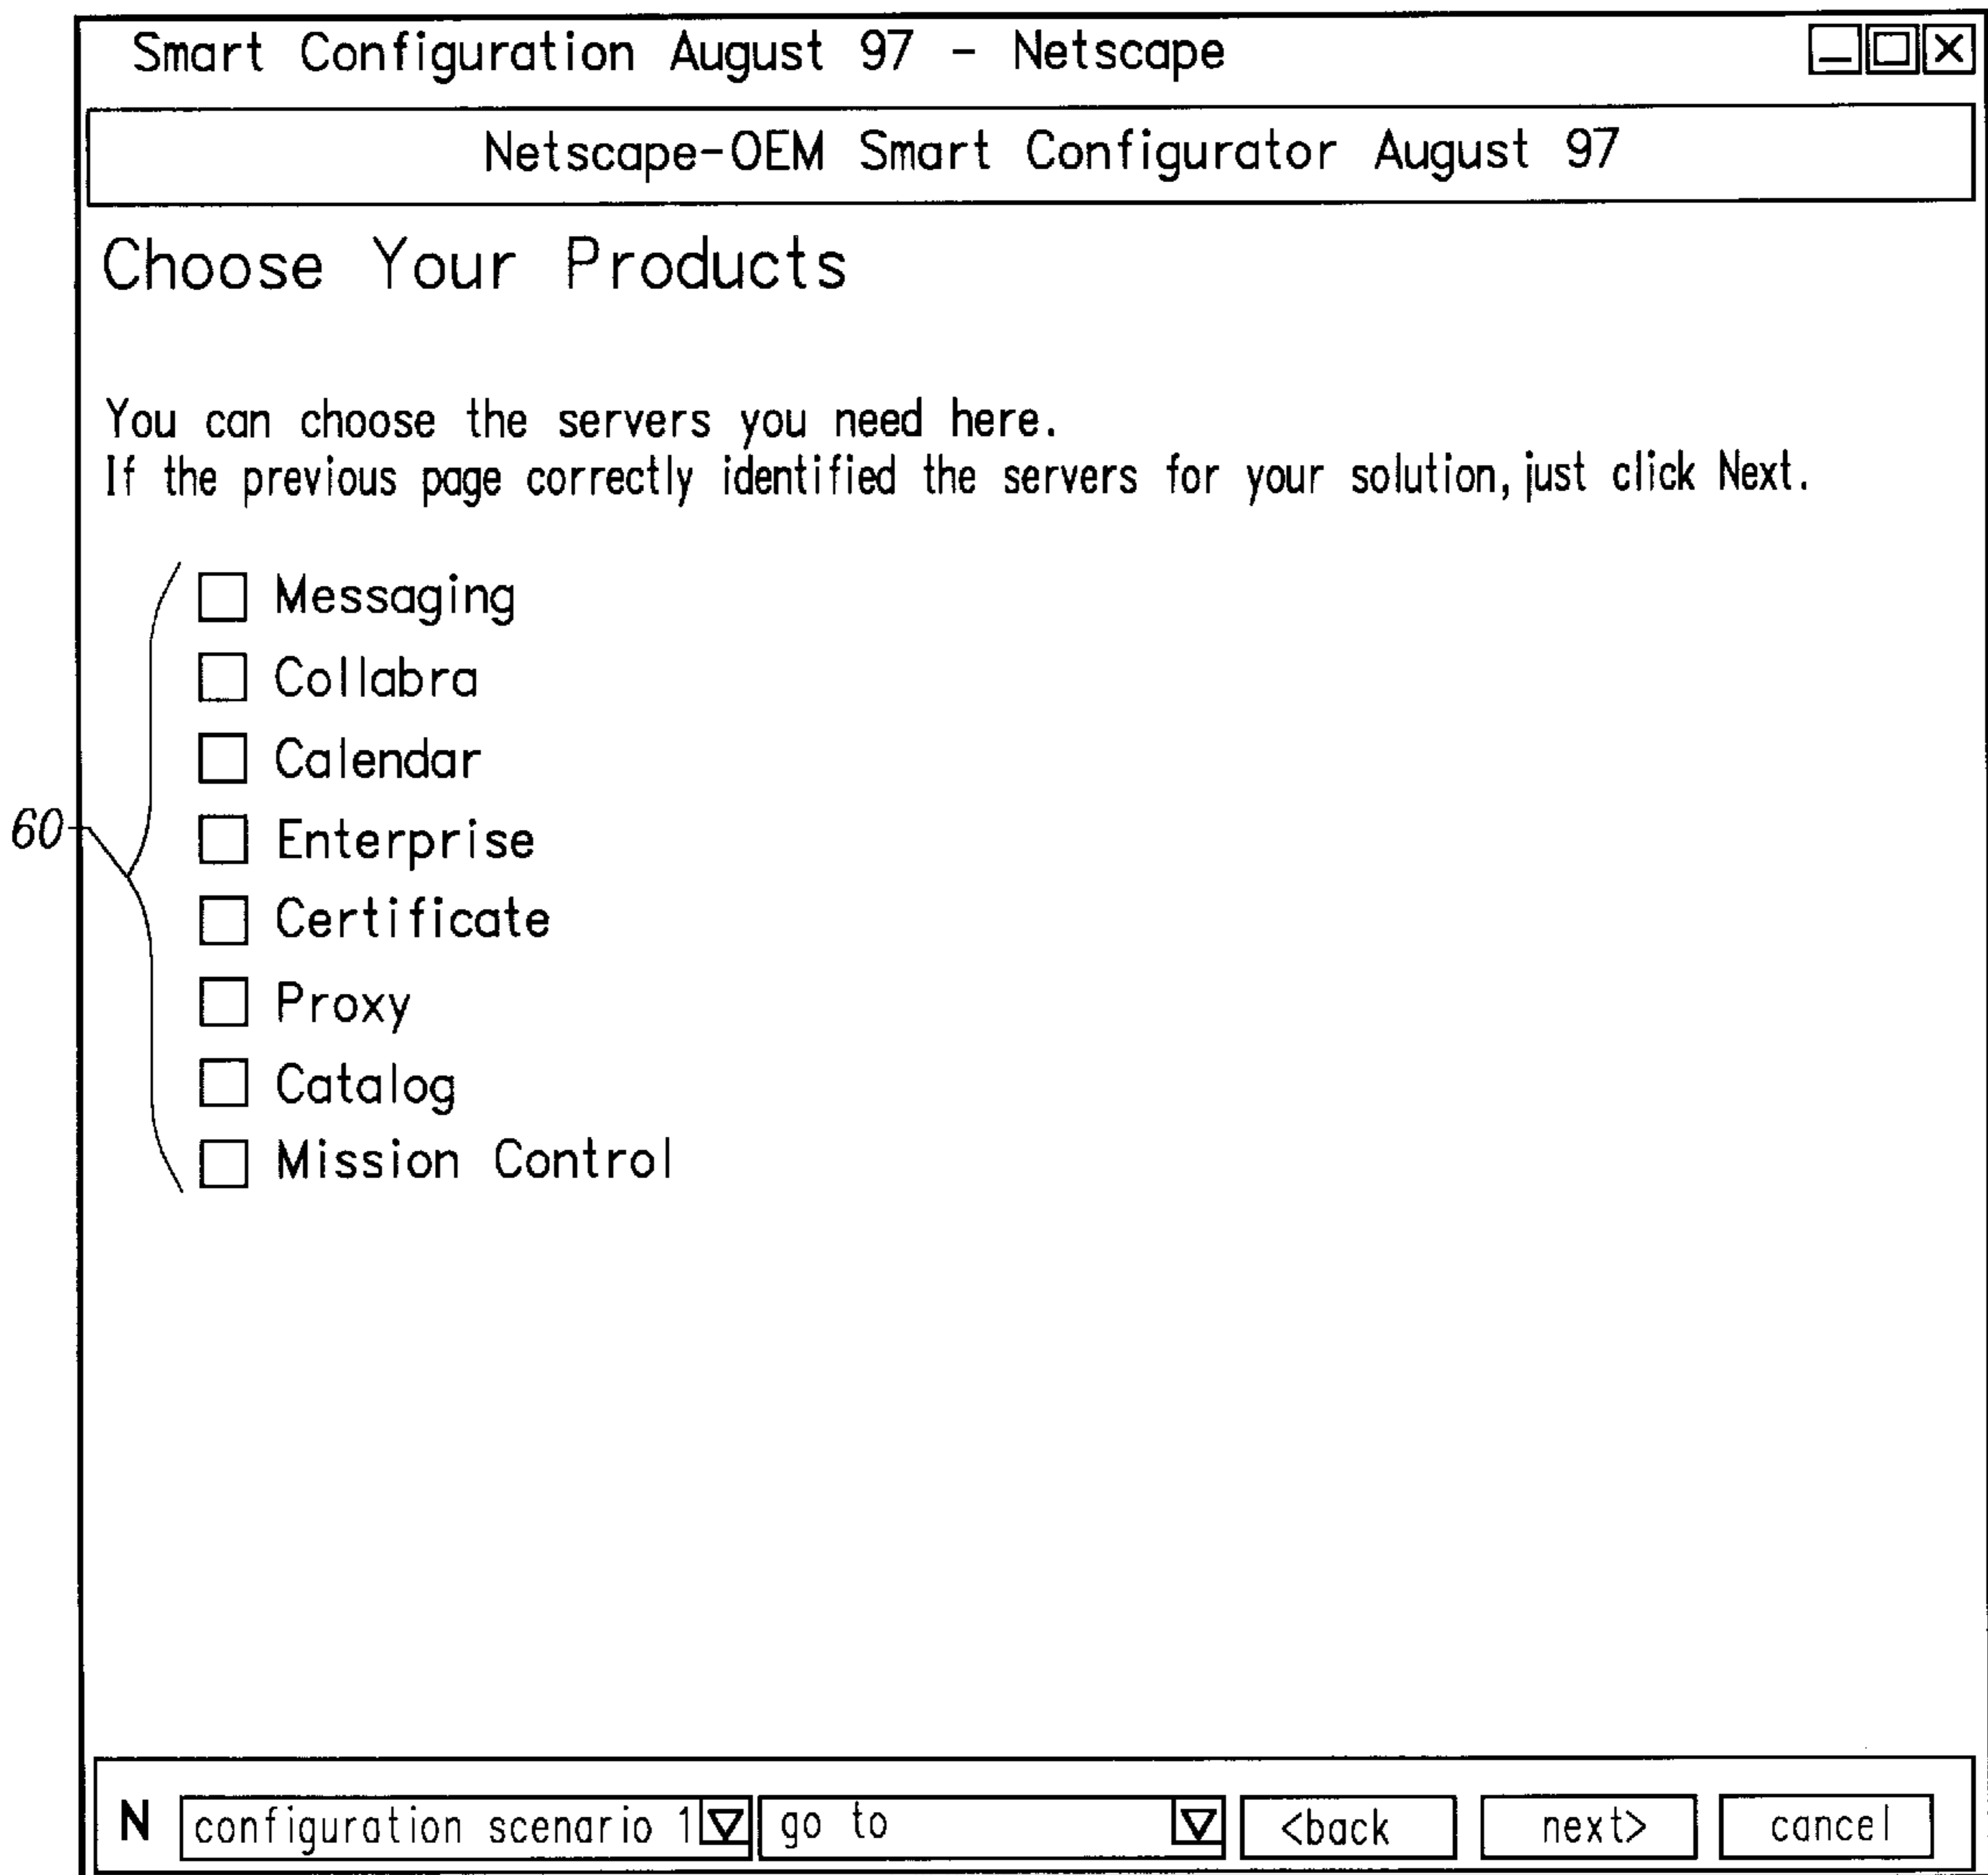 Smart Configuration August 97 - Netscape
Netscape-OEM Smart Configurator August 97
Choose Your Products
You can choose the servers you need here.
If the previous page correctly identified the servers for your solution, just click Next.
Messaging
Collabra
Calendar
60 Enterprise
Certificate
Proxy
Catalog
Mission Control
N configuration scenario 1 go to <back next> cancel